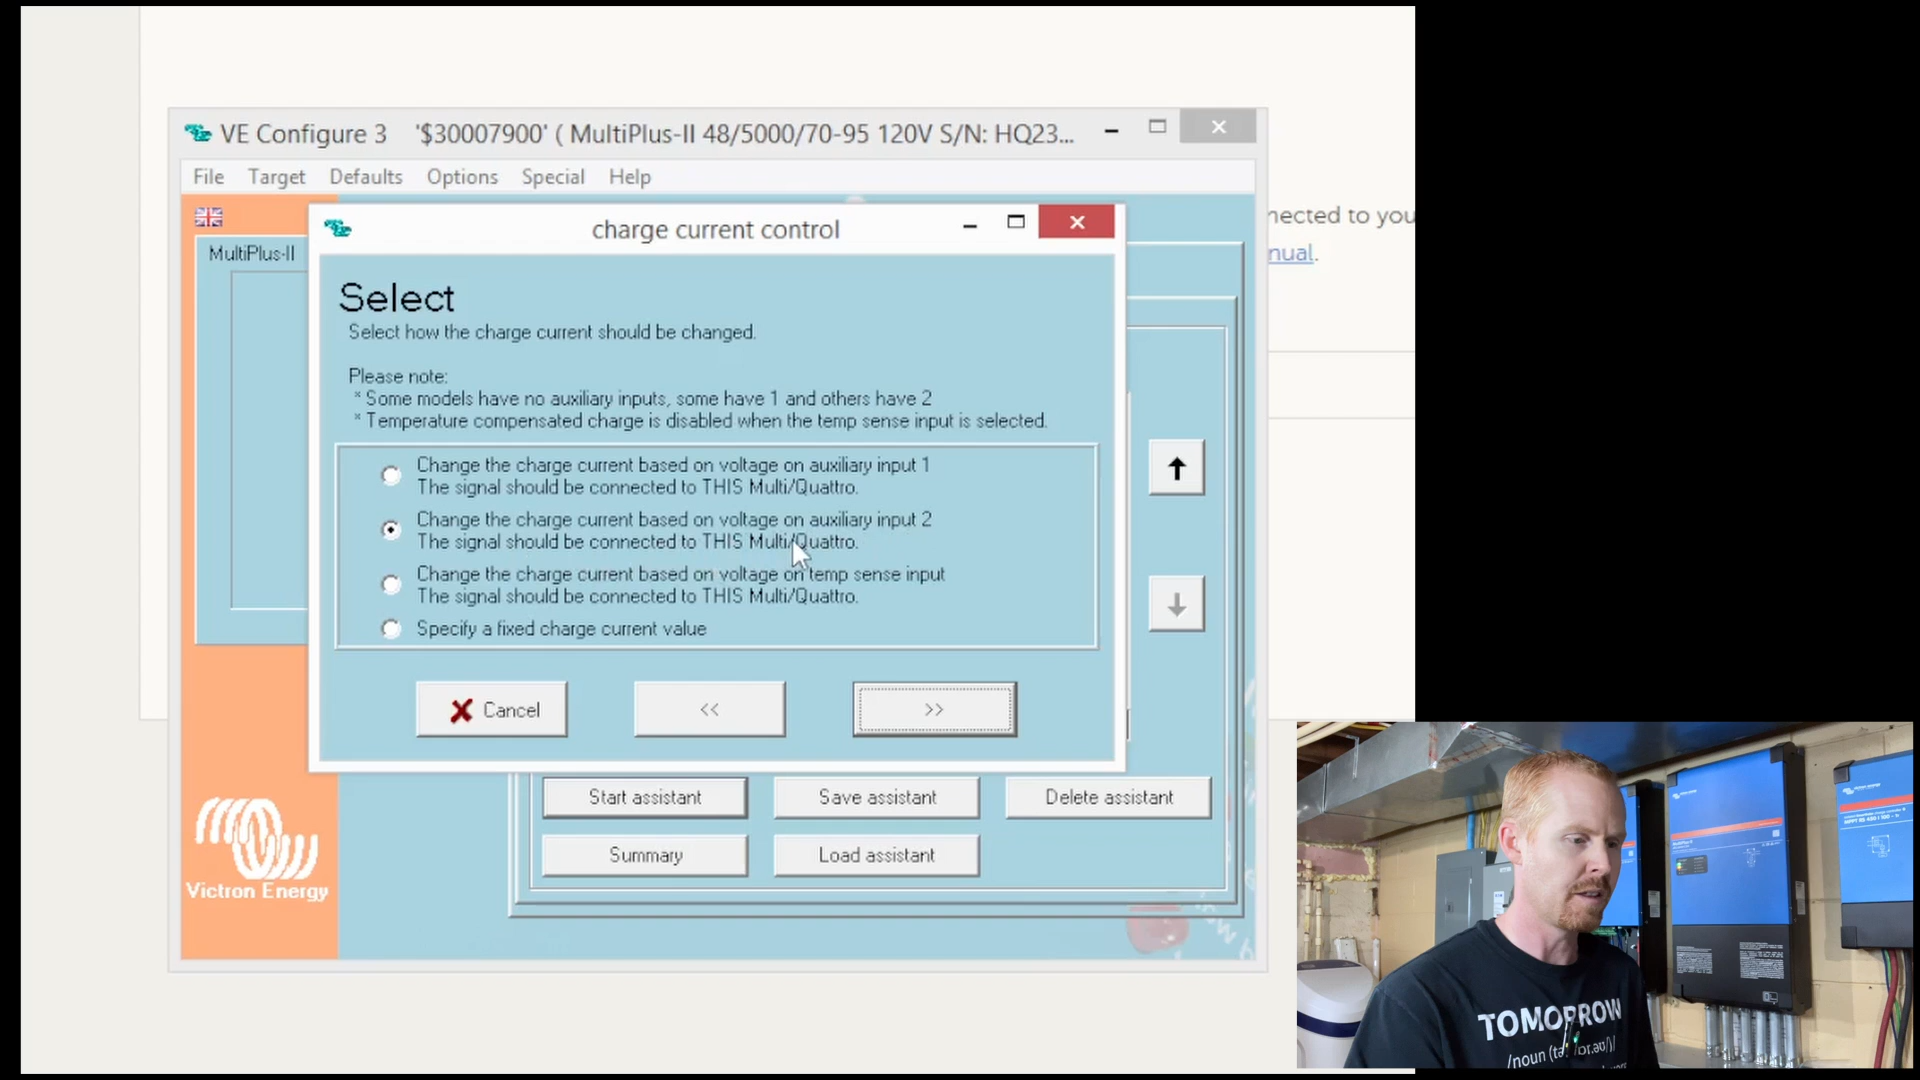 VE Configure 3 '$30007900' ( MultiPlus-II 48/5000/70-95 120V S/N: HQ23...
File Target Defaults Options Special Help
nected to you
nual.
MultiPlus-II
charge current control
Select
Select how the charge current should be changed.
Please note:
* Some models have no auxiliary inputs, some have 1 and others have 2
* Temperature compensated charge is disabled when the temp sense input is selected.
Change the charge current based on voltage on auxiliary input 1
The signal should be connected to THIS Multi/Quattro.
Change the charge current based on voltage on auxiliary input 2
The signal should be connected to THIS Multi/Quattro.
Change the charge current based on voltage on temp sense input
The signal should be connected to THIS Multi/Quattro.
Specify a fixed charge current value
Cancel << >>
Start assistant Save assistant Delete assistant
Summary Load assistant
Victron Energy
TOMORROW
/noun